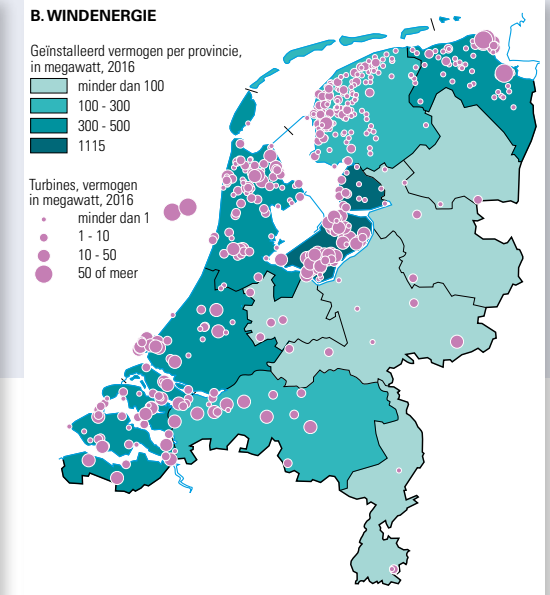 B. WINDENERGIE
Geïnstalleerd vermogen per provincie,
in megawatt, 2016
minder dan 100
100 - 300
300 - 500
1115
Turbines, vermogen
in megawatt, 2016
minder dan 1
1 - 10
10 - 50
50 of meer